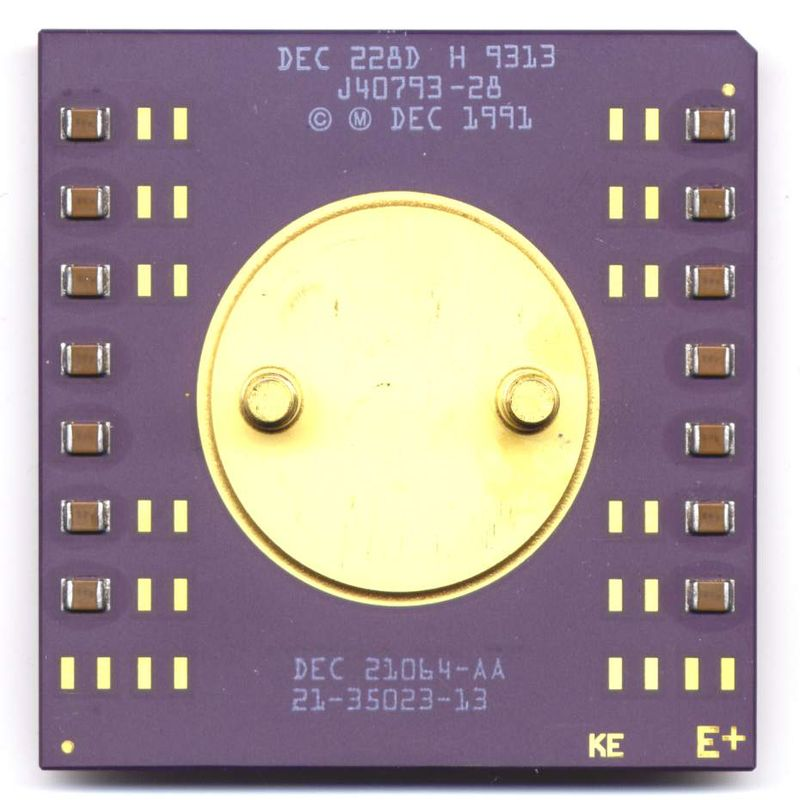 DEC 228D H 9313
J40793-28
© Ⓜ DEC 1991
DEC 21064-AA
21-35023-13
KE E+